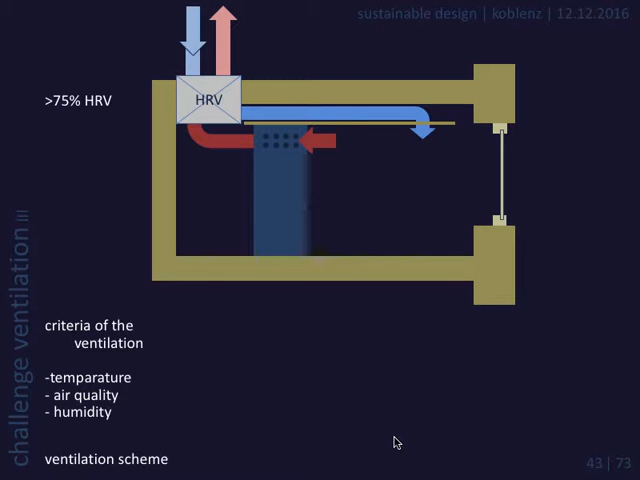 sustainable design | koblenz | 12.12.2016
>75% HRV
HRV
challenge ventilation III
criteria of the
ventilation
-temparature
- air quality
- humidity
ventilation scheme
43 | 73